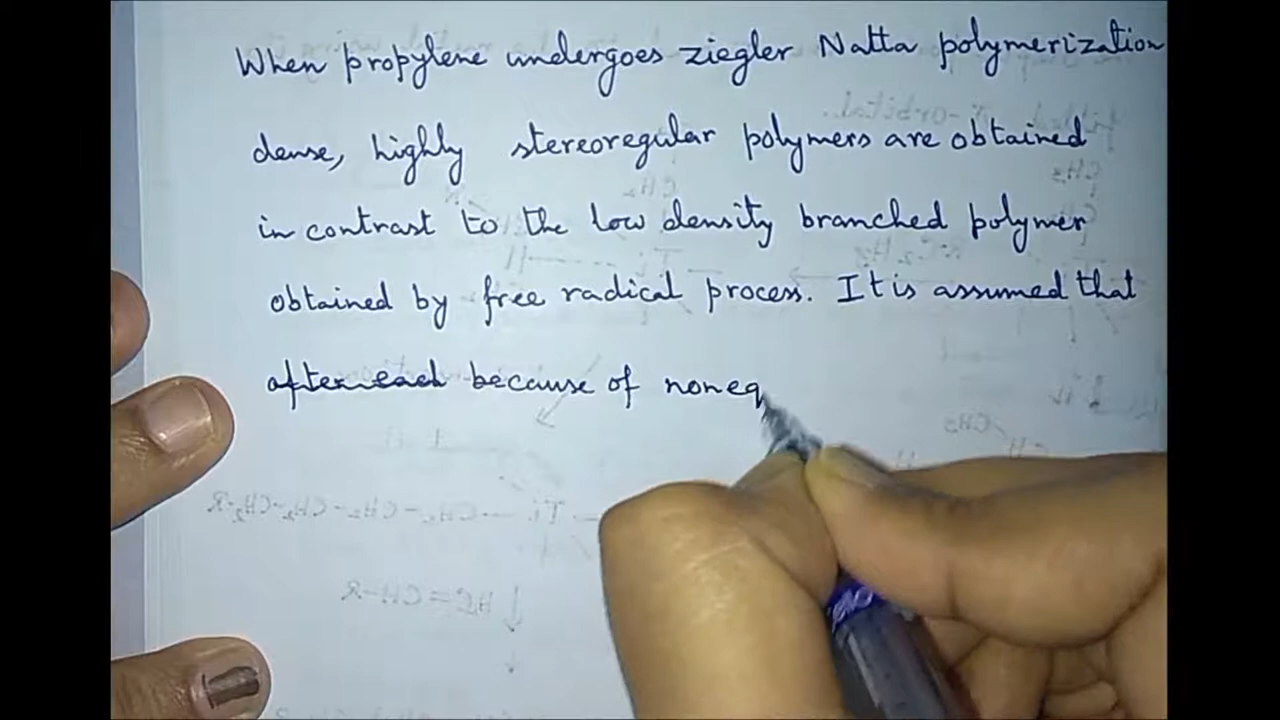 When propylene undergoes ziegler Natta polymerization
dense, highly stereoregular polymers are obtained
in contrast to the low density branched polymer
obtained by free radical process. It is assumed that
after each because of noneq